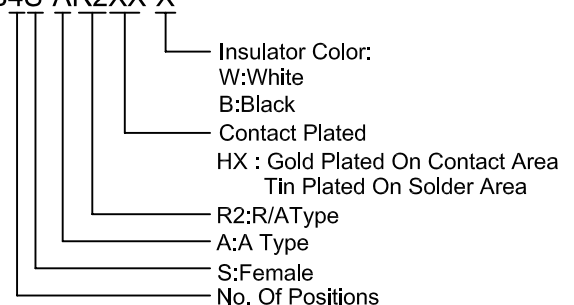 04S-AR2XX-X
Insulator Color:
W:White
B:Black
Contact Plated
HX : Gold Plated On Contact Area
Tin Plated On Solder Area
R2:R/AType
A:A Type
S:Female
No. Of Positions